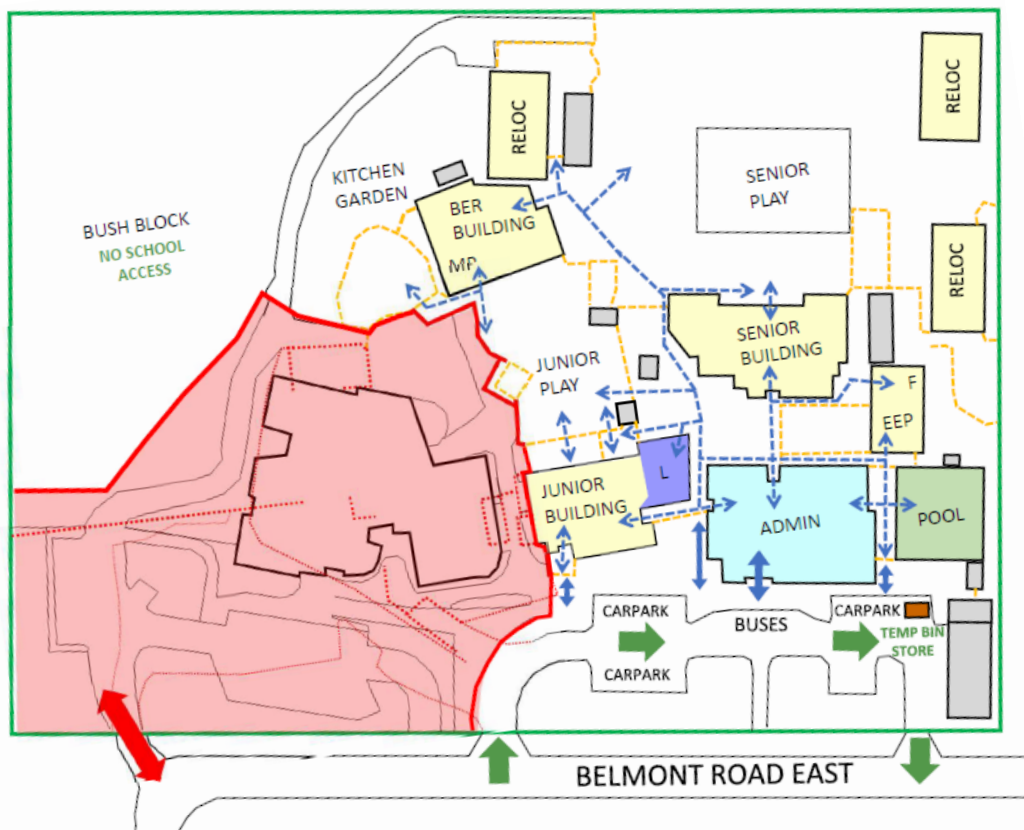 RELOC
RELOC
KITCHEN
GARDEN
SENIOR
PLAY
BUSH BLOCK
NO SCHOOL
ACCESS
BER
BUILDING
MP
RELOC
SENIOR
BUILDING
JUNIOR
PLAY
F
EEP
L
JUNIOR
BUILDING
ADMIN
POOL
CARPARK
BUSES
CARPARK
TEMP BIN
STORE
CARPARK
BELMONT ROAD EAST